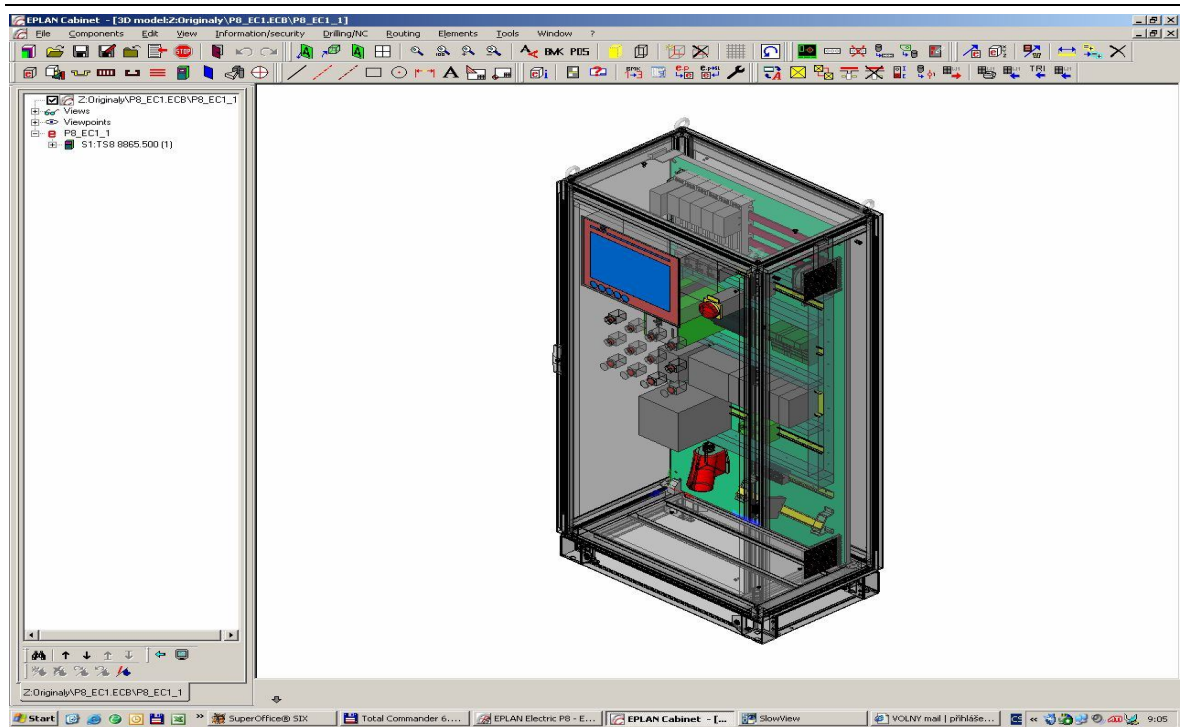 EPLAN Cabinet - [3D model:Z:Originaly\P8_EC1.ECB\P8_EC1_1]
File Components Edit View Information/security Drilling/NC Routing Elements Tools Window ?
BMK POS
Z:Originaly\P8_EC1.ECB\P8_EC1_1
Views
Viewpoints
P8_EC1_1
S1:TS8 8865.500 (1)
Z:Originaly\P8_EC1.ECB\P8_EC1_1
Start SuperOffice® SIX Total Commander 6.... EPLAN Electric P8 - E... EPLAN Cabinet - [... SlowView VOLNY mail | přihláše... 9:05